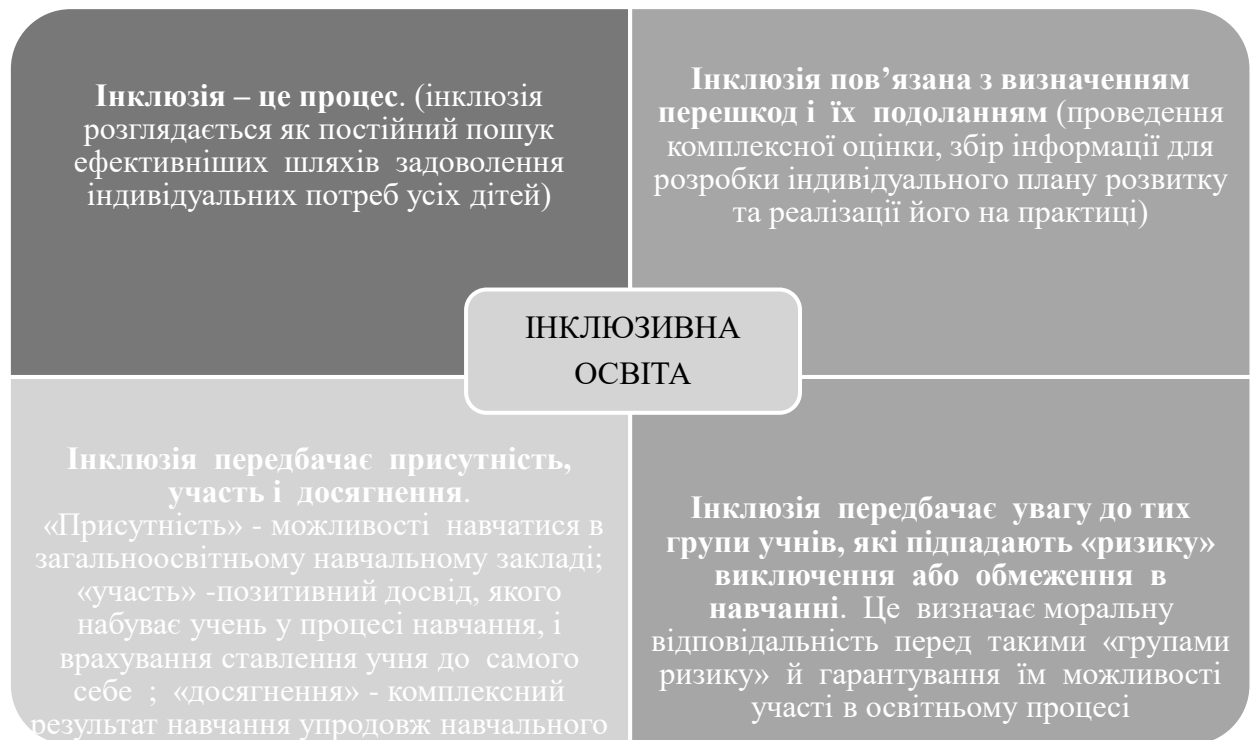 Інклюзія – це процес. (інклюзія
розглядається як постійний пошук
ефективніших шляхів задоволення
індивідуальних потреб усіх дітей)
Інклюзія пов’язана з визначенням
перешкод і їх подоланням (проведення
комплексної оцінки, збір інформації для
розробки індивідуального плану розвитку
та реалізації його на практиці)
ІНКЛЮЗИВНА
ОСВІТА
Інклюзія передбачає присутність,
участь і досягнення.
«Присутність» - можливості навчатися в
загальноосвітньому навчальному закладі;
«участь» -позитивний досвід, якого
набуває учень у процесі навчання, і
врахування ставлення учня до самого
себе ; «досягнення» - комплексний
результат навчання упродовж навчального
Інклюзія передбачає увагу до тих
групи учнів, які підпадають «ризику»
виключення або обмеження в
навчанні. Це визначає моральну
відповідальність перед такими «групами
ризику» й гарантування їм можливості
участі в освітньому процесі